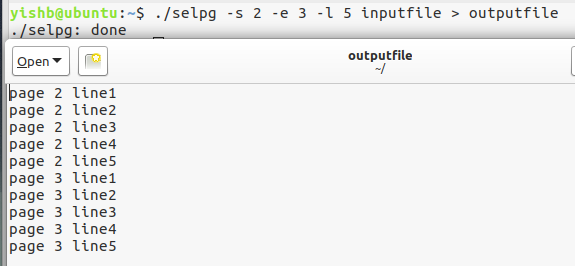 yishb@ubuntu:~$ ./selpg -s 2 -e 3 -l 5 inputfile > outputfile
./selpg: done
Open
outputfile
~/
page 2 line1
page 2 line2
page 2 line3
page 2 line4
page 2 line5
page 3 line1
page 3 line2
page 3 line3
page 3 line4
page 3 line5